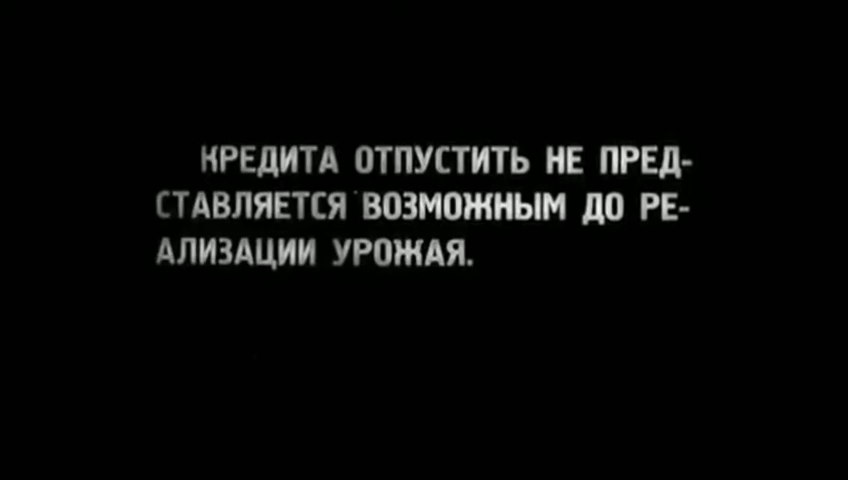 КРЕДИТА ОТПУСТИТЬ НЕ ПРЕД-
СТАВЛЯЕТСЯ ВОЗМОЖНЫМ ДО РЕ-
АЛИЗАЦИИ УРОЖАЯ.